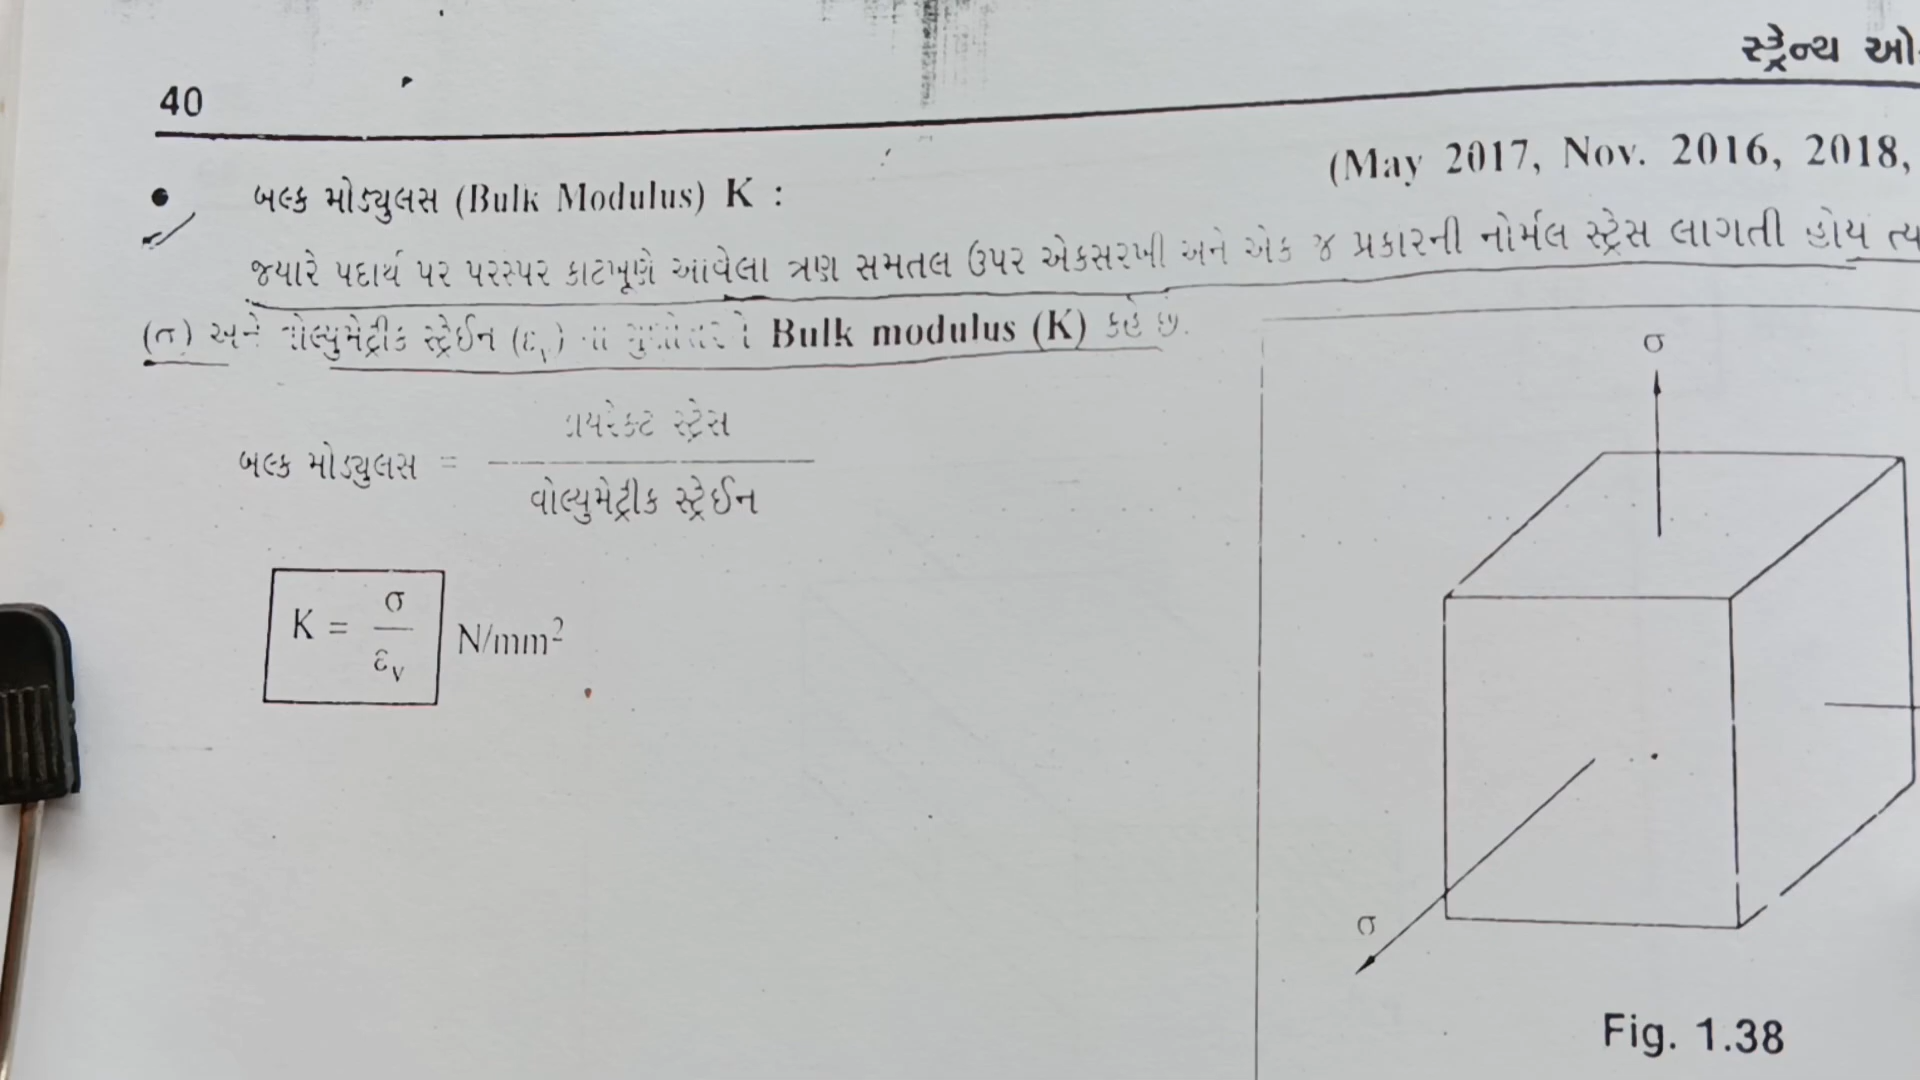 સ્ટ્રેન્થ ઓ
40
(May 2017, Nov. 2016, 2018,
• બલ્ક મોડ્યુલસ (Bulk Modulus) K :
જ્યારે પદાર્થ પર પરસ્પર કાટખૂણે આવેલા ત્રણ સમતલ ઉપર એકસરખી અને એક જ પ્રકારની નોર્મલ સ્ટ્રેસ લાગતી હોય ત્ય
અને વોલ્યુમેટ્રીક સ્ટ્રેઈન (εv) ના ગુણોત્તરને Bulk modulus (K) કહે છે.
ડાયરેક્ટ સ્ટ્રેસ
બલ્ક મોડ્યુલસ =
વોલ્યુમેટ્રીક સ્ટ્રેઈન
K = σ / εv N/mm²
σ
σ
Fig. 1.38